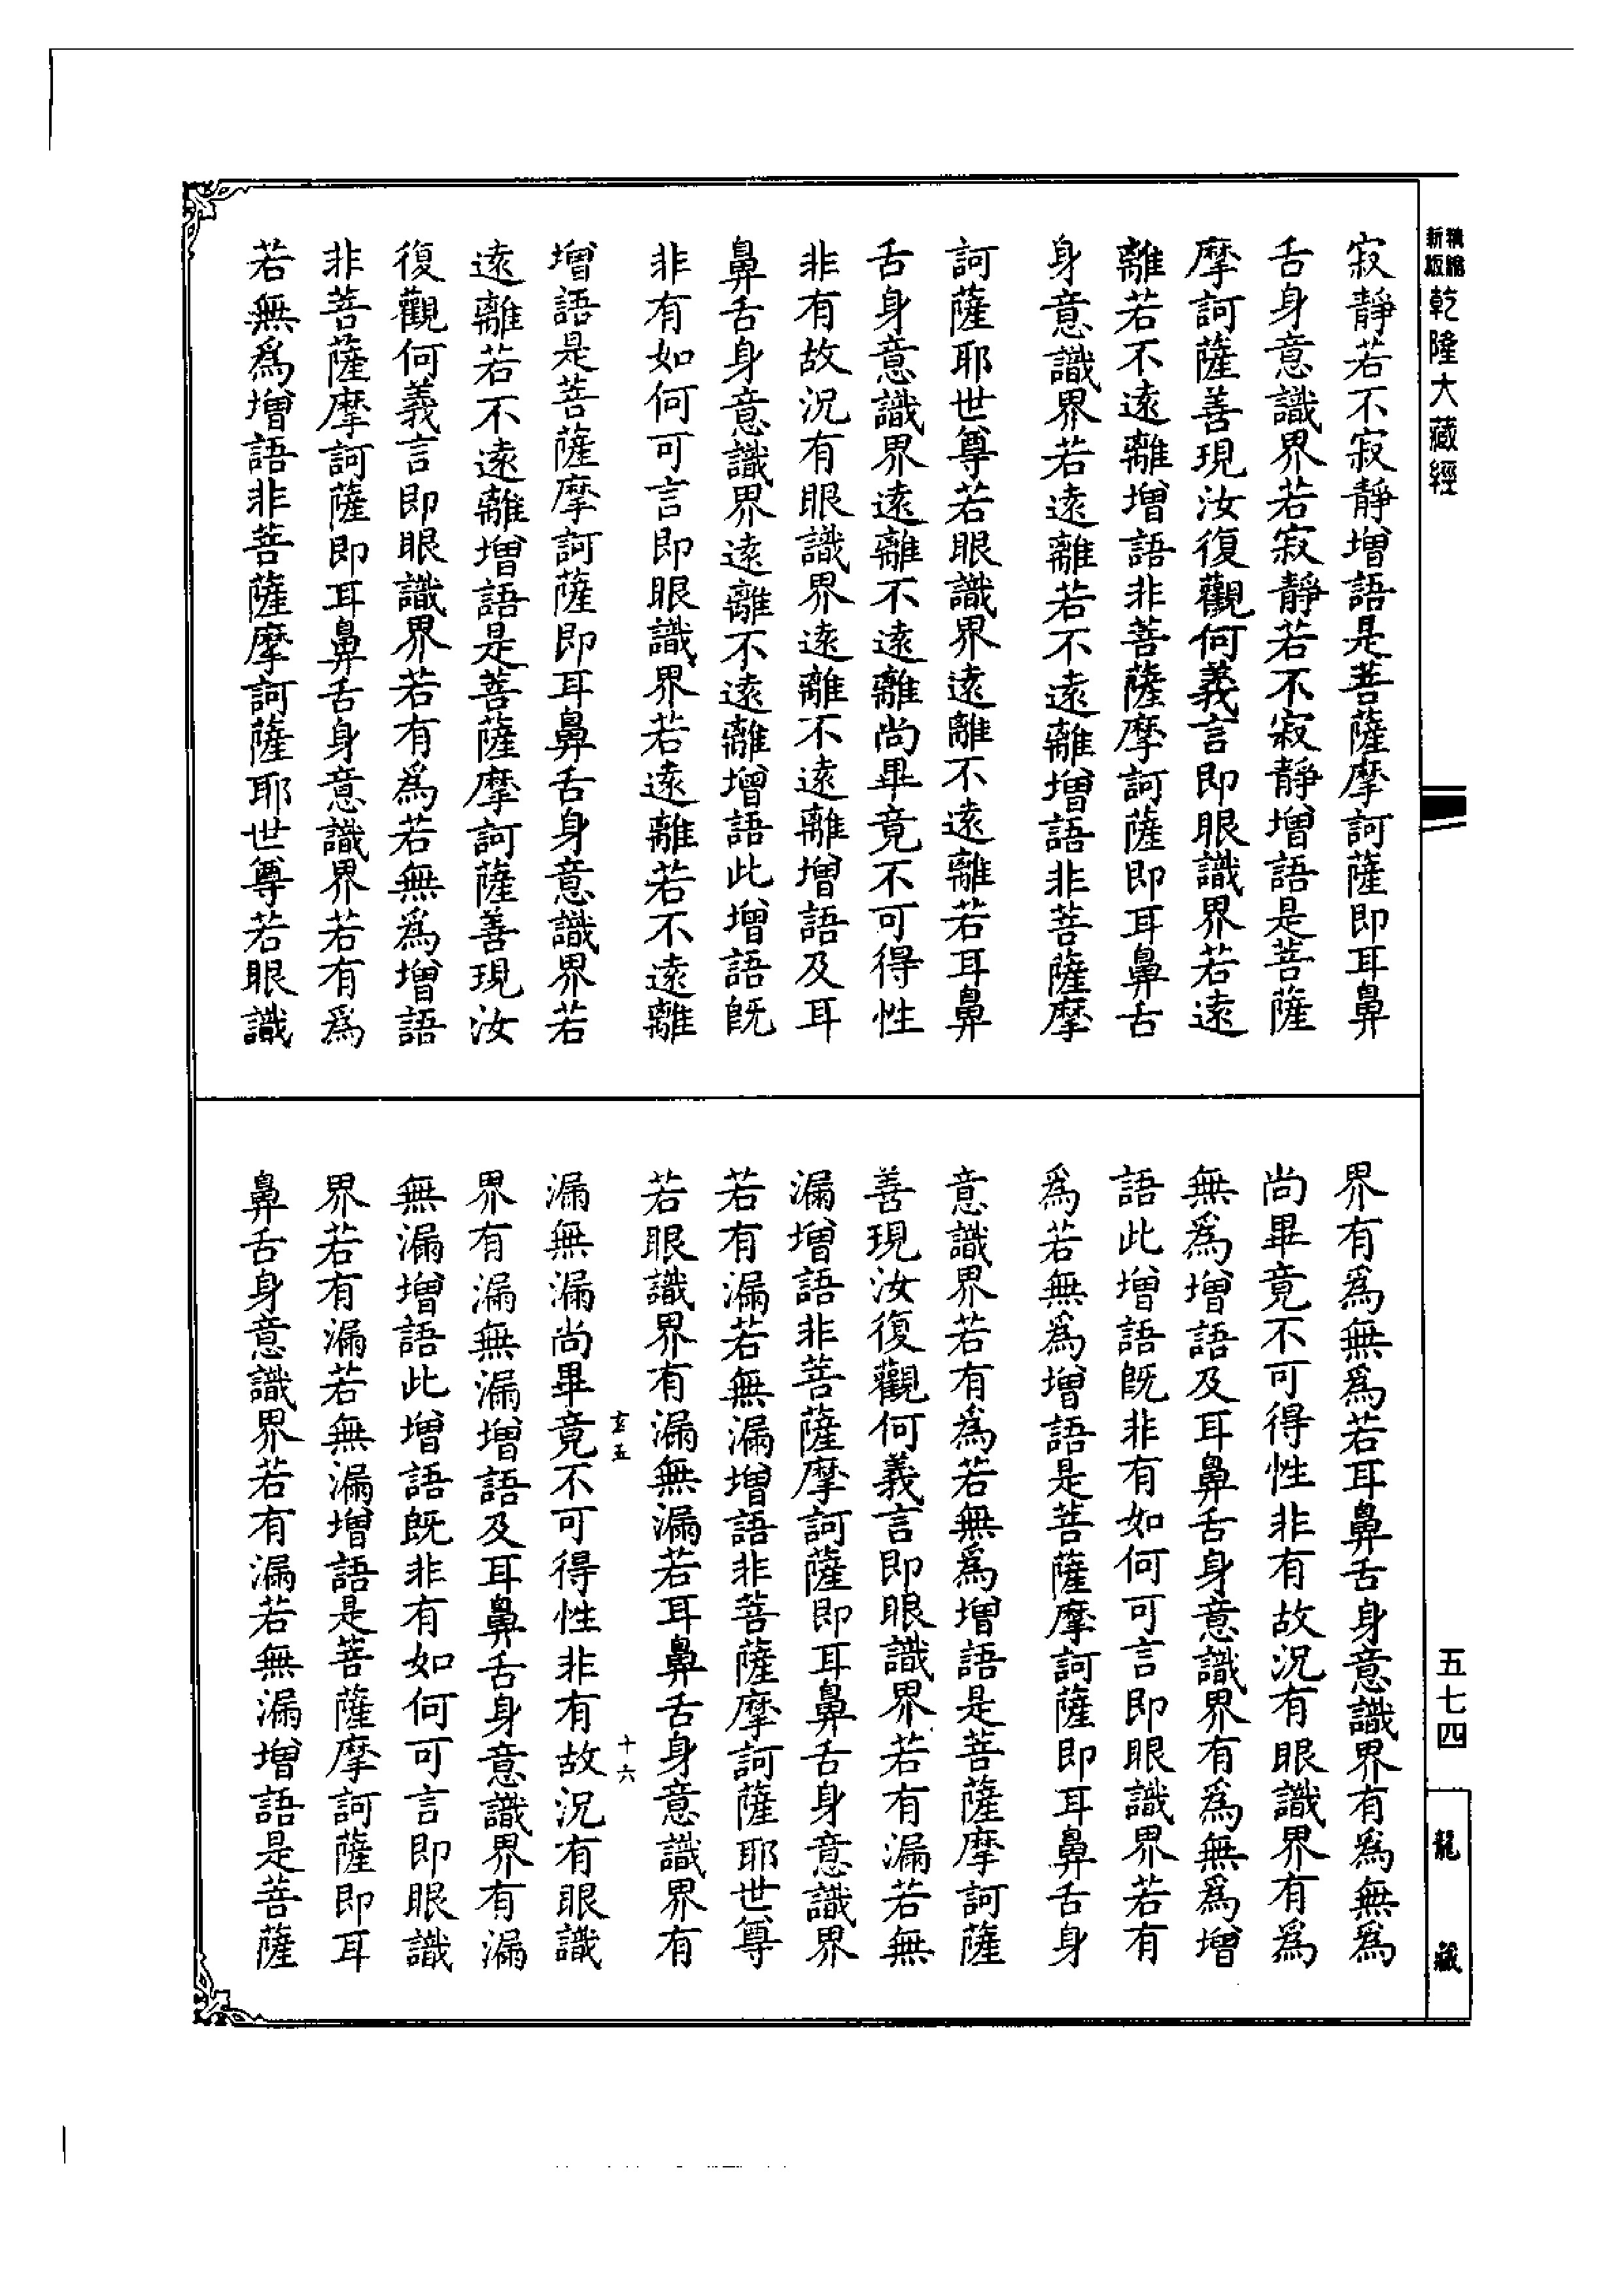 精縮新版乾隆大藏經
寂靜若不寂靜增語是菩薩摩訶薩即耳鼻
舌身意識界若寂靜若不寂靜增語是菩薩
摩訶薩善現汝復觀何義言即眼識界若遠
離若不遠離增語非菩薩摩訶薩即耳鼻舌
身意識界若遠離若不遠離增語非菩薩摩
訶薩耶世尊若眼識界遠離不遠離若耳鼻
舌身意識界遠離不遠離尚畢竟不可得性
非有故況有眼識界遠離不遠離增語及耳
鼻舌身意識界遠離不遠離增語此增語既
非有如何可言即眼識界若遠離若不遠離
增語是菩薩摩訶薩即耳鼻舌身意識界若
遠離若不遠離增語是菩薩摩訶薩善現汝
復觀何義言即眼識界若有為若無為增語
非菩薩摩訶薩即耳鼻舌身意識界若有為
若無為增語非菩薩摩訶薩耶世尊若眼識
界有為無為若耳鼻舌身意識界有為無為
尚畢竟不可得性非有故況有眼識界有為
無為增語及耳鼻舌身意識界有為無為增
語此增語既非有如何可言即眼識界若有
為若無為增語是菩薩摩訶薩即耳鼻舌身
意識界若有為若無為增語是菩薩摩訶薩
善現汝復觀何義言即眼識界若有漏若無
漏增語非菩薩摩訶薩即耳鼻舌身意識界
若有漏若無漏增語非菩薩摩訶薩耶世尊
若眼識界有漏無漏若耳鼻舌身意識界有
玄五 十六
漏無漏尚畢竟不可得性非有故況有眼識
界有漏無漏增語及耳鼻舌身意識界有漏
無漏增語此增語既非有如何可言即眼識
界若有漏若無漏增語是菩薩摩訶薩即耳
鼻舌身意識界若有漏若無漏增語是菩薩
五七四
龍藏